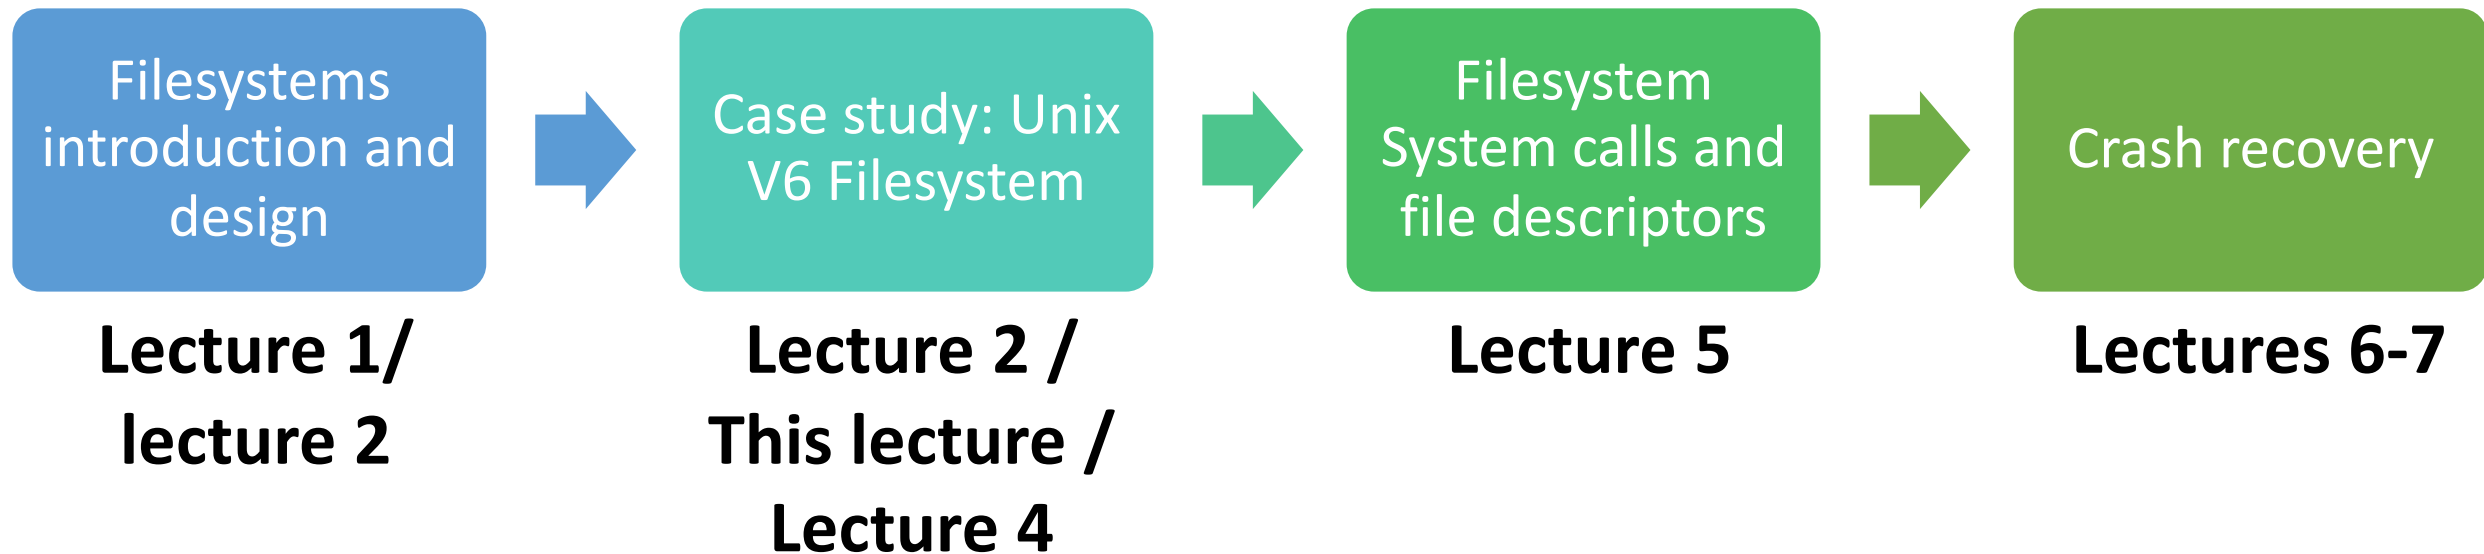 Filesystems
introduction and
design
Lecture 1/
lecture 2
Case study: Unix
V6 Filesystem
Lecture 2 /
This lecture /
Lecture 4
Filesystem
System calls and
file descriptors
Lecture 5
Crash recovery
Lectures 6-7